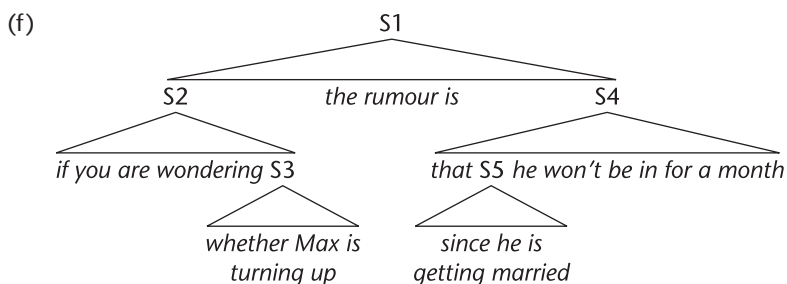 (f) S1
S2 the rumour is S4
if you are wondering S3 that S5 he won't be in for a month
whether Max is since he is
turning up getting married